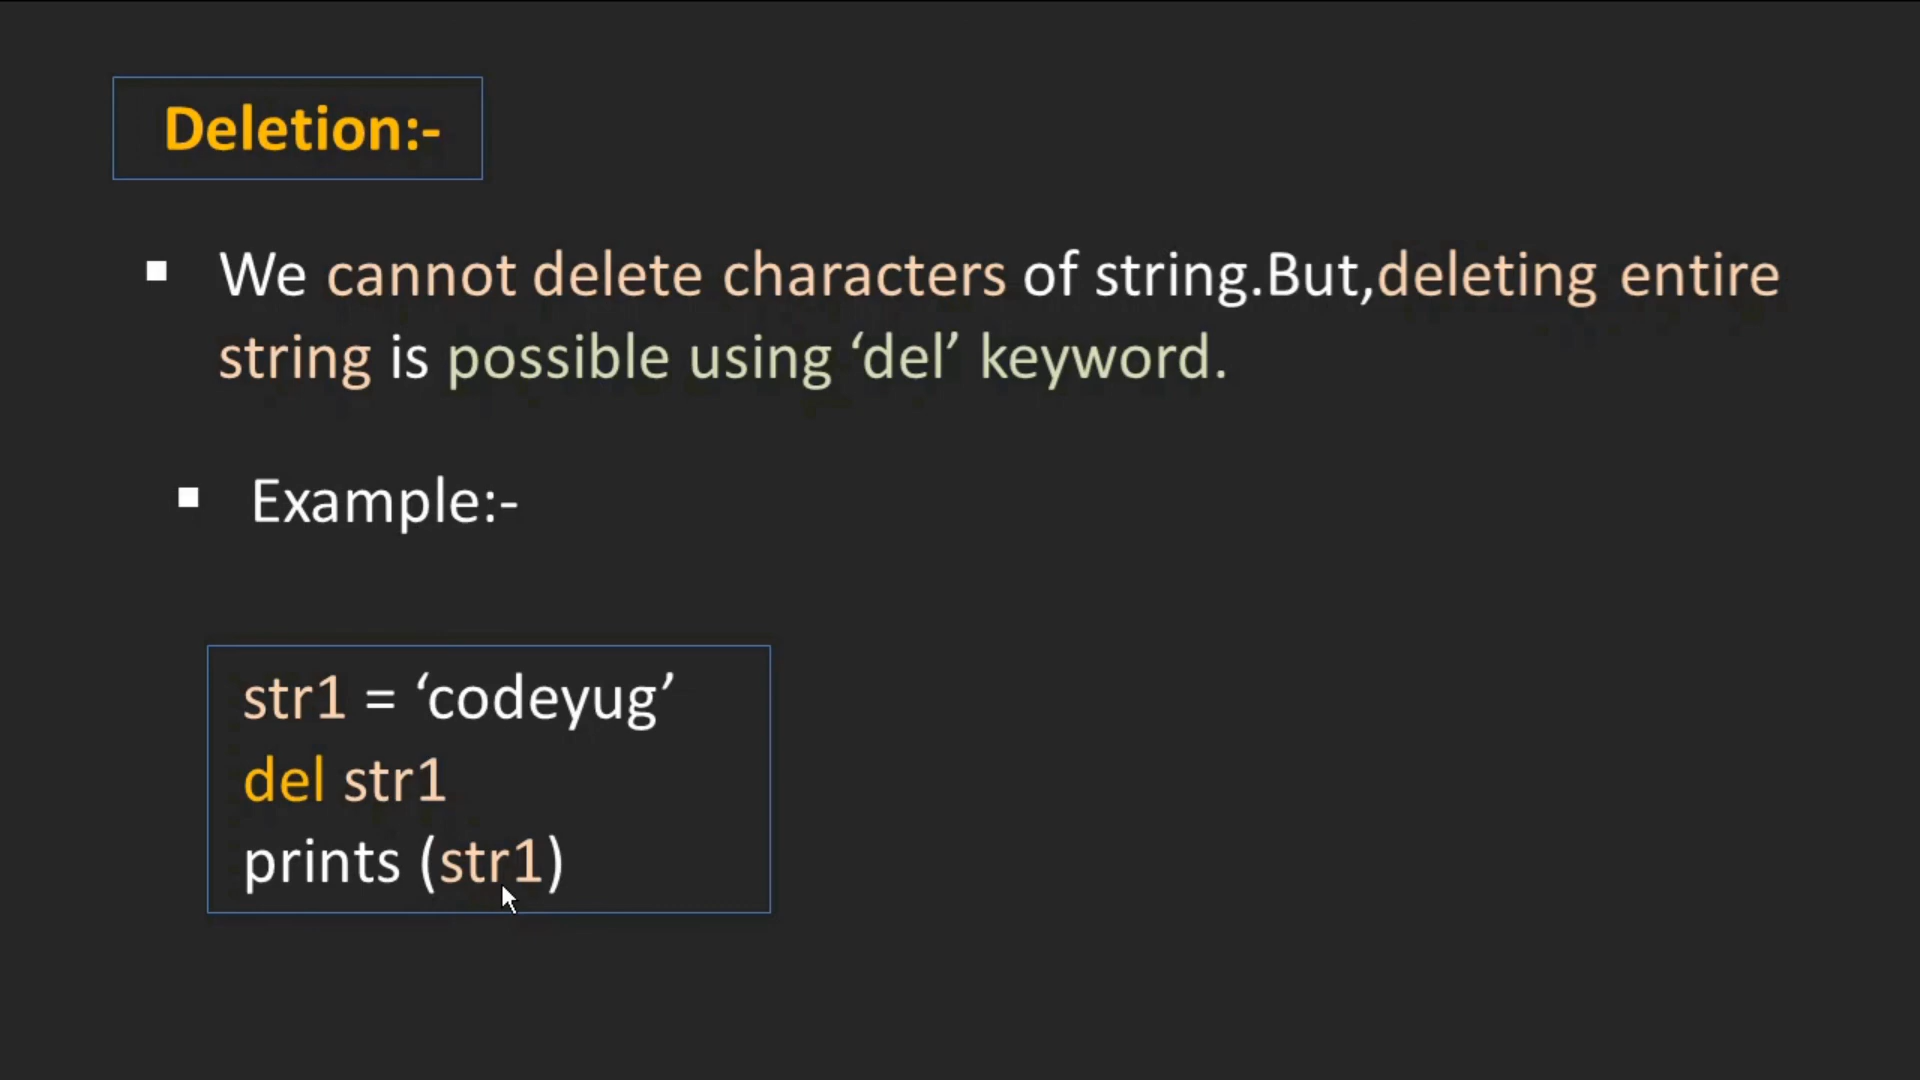 Deletion:-
We cannot delete characters of string.But,deleting entire
string is possible using ‘del’ keyword.
Example:-
str1 = ‘codeyug’
del str1
prints (str1)